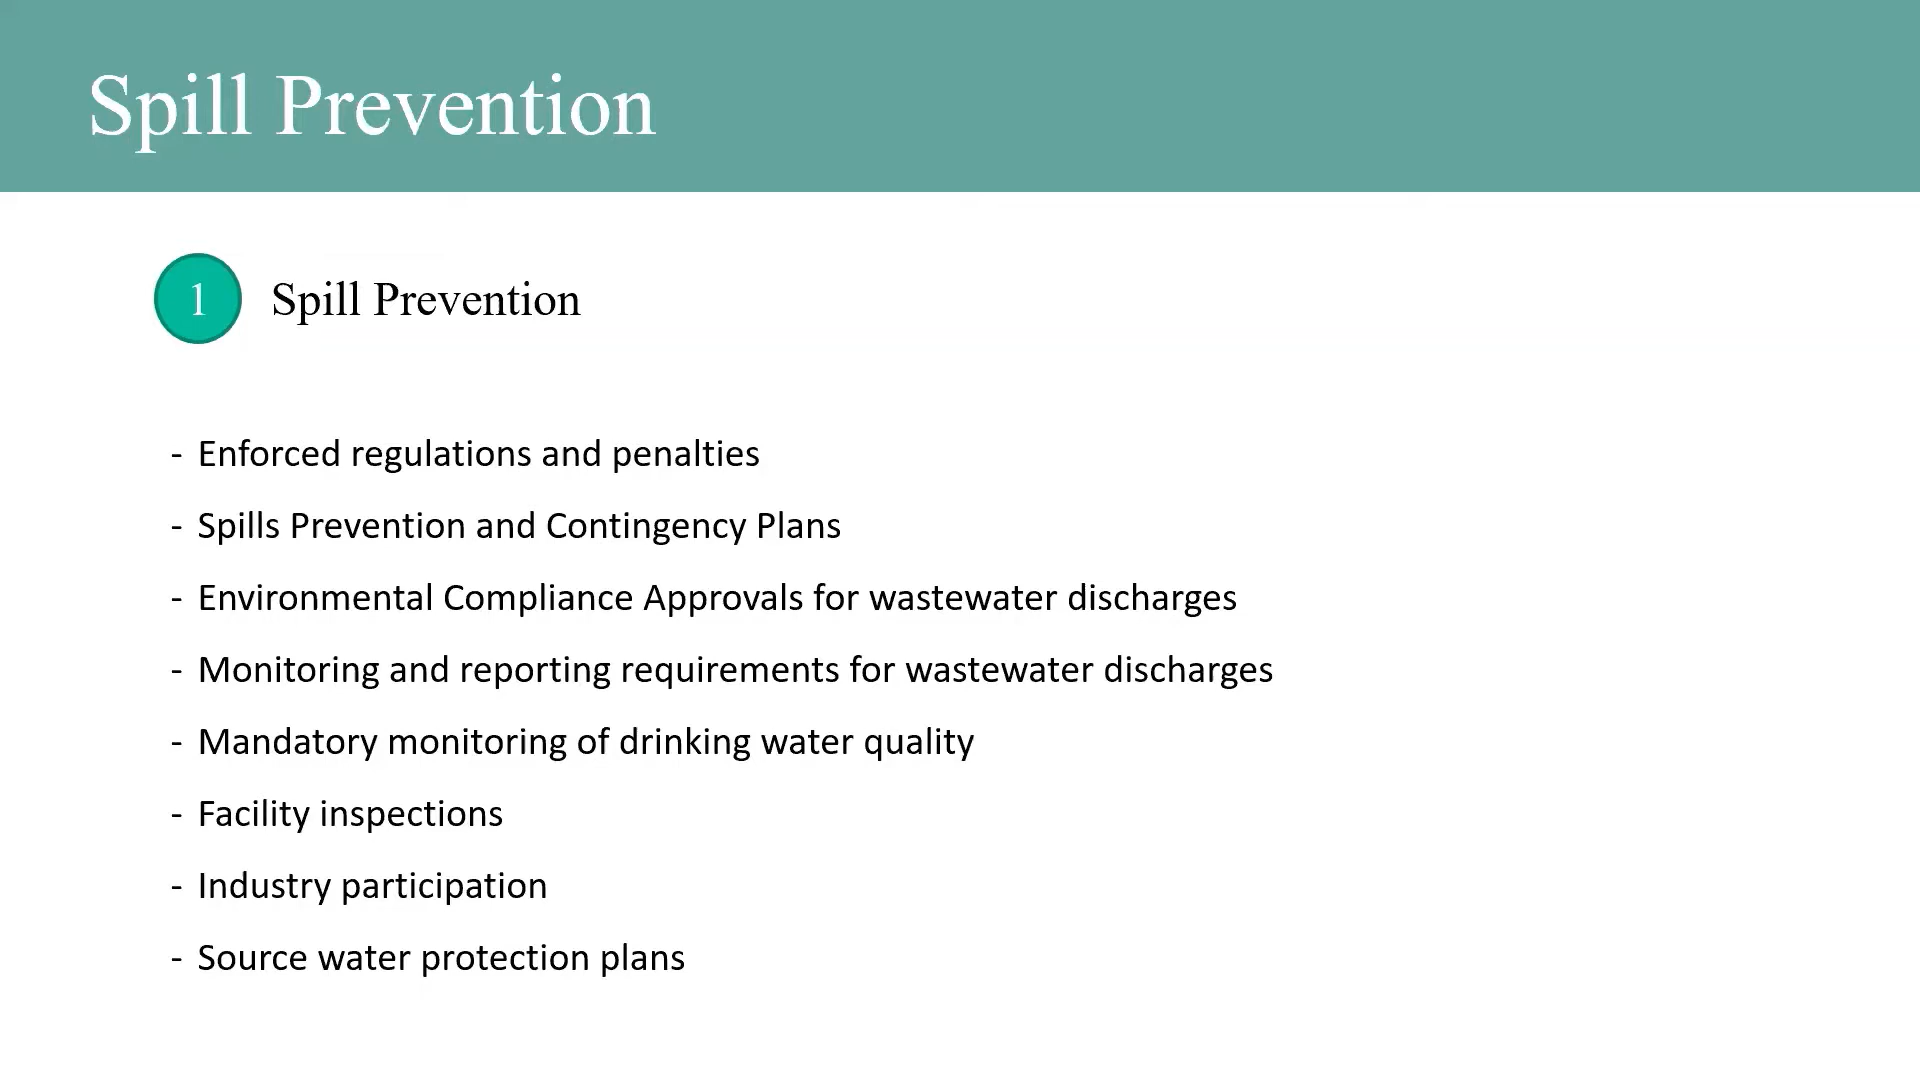 Spill Prevention
1 Spill Prevention
- Enforced regulations and penalties
- Spills Prevention and Contingency Plans
- Environmental Compliance Approvals for wastewater discharges
- Monitoring and reporting requirements for wastewater discharges
- Mandatory monitoring of drinking water quality
- Facility inspections
- Industry participation
- Source water protection plans